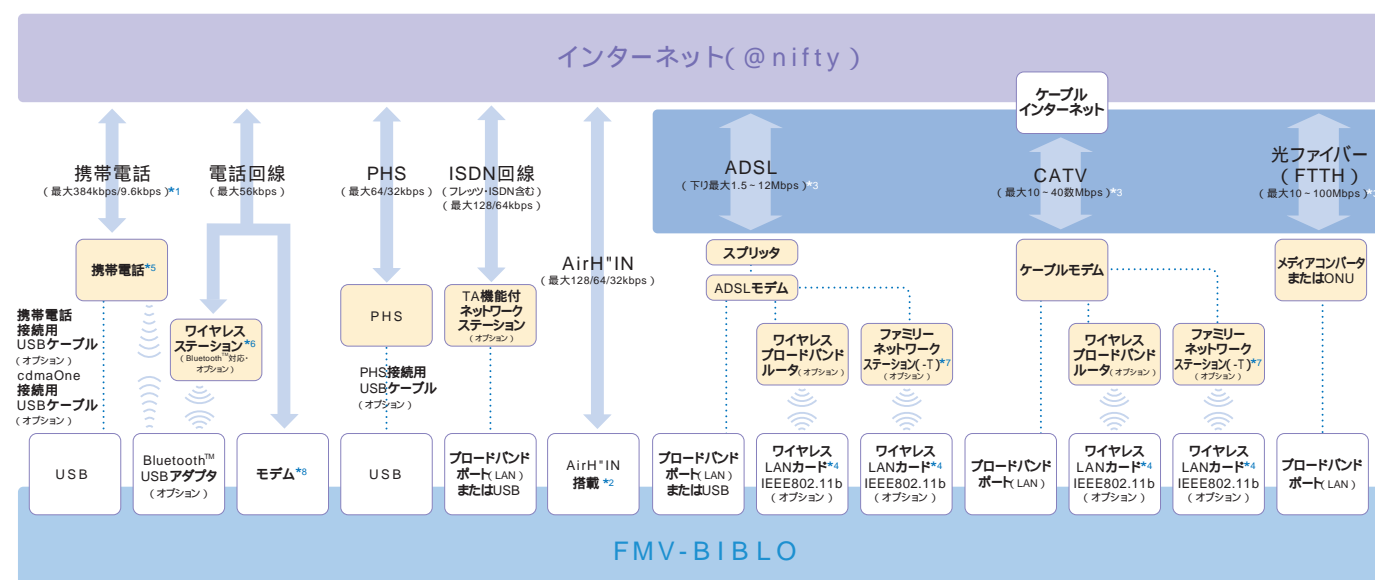 インターネット(@nifty)
ケーブル
インターネット
携帯電話
(最大384kbps/9.6kbps)*1
電話回線
(最大56kbps)
PHS
(最大64/32kbps)
ISDN回線
(フレッツ・ISDN含む)
(最大128/64kbps)
AirH"IN
(最大128/64/32kbps)
ADSL
(下り最大1.5~12Mbps)*3
CATV
(最大10~40数Mbps)*3
光ファイバー
(FTTH)
(最大10~100Mbps)*
携帯電話*5
携帯電話
接続用
USBケーブル
(オプション)
cdmaOne
接続用
USBケーブル
(オプション)
ワイヤレス
ステーション*6
(Bluetooth™対応・
オプション)
PHS
PHS接続用
USBケーブル
(オプション)
TA機能付
ネットワーク
ステーション
(オプション)
スプリッタ
ADSLモデム
ワイヤレス
ブロードバンド
ルータ(オプション)
ファミリー
ネットワーク
ステーション(-T)*7
(オプション)
ケーブルモデム
ワイヤレス
ブロードバンド
ルータ(オプション)
ファミリー
ネットワーク
ステーション(-T)*7
(オプション)
メディアコンバータ
またはONU
USB
Bluetooth™
USBアダプタ
(オプション)
モデム*8
USB
ブロードバンド
ポート(LAN)
またはUSB
AirH"IN
搭載*2
ブロードバンド
ポート(LAN)
またはUSB
ワイヤレス
LANカード*4
IEEE802.11b
(オプション)
ワイヤレス
LANカード*4
IEEE802.11b
(オプション)
ブロードバンド
ポート(LAN)
ワイヤレス
LANカード*4
IEEE802.11b
(オプション)
ワイヤレス
LANカード*4
IEEE802.11b
(オプション)
ブロードバンド
ポート(LAN)
FMV-BIBLO